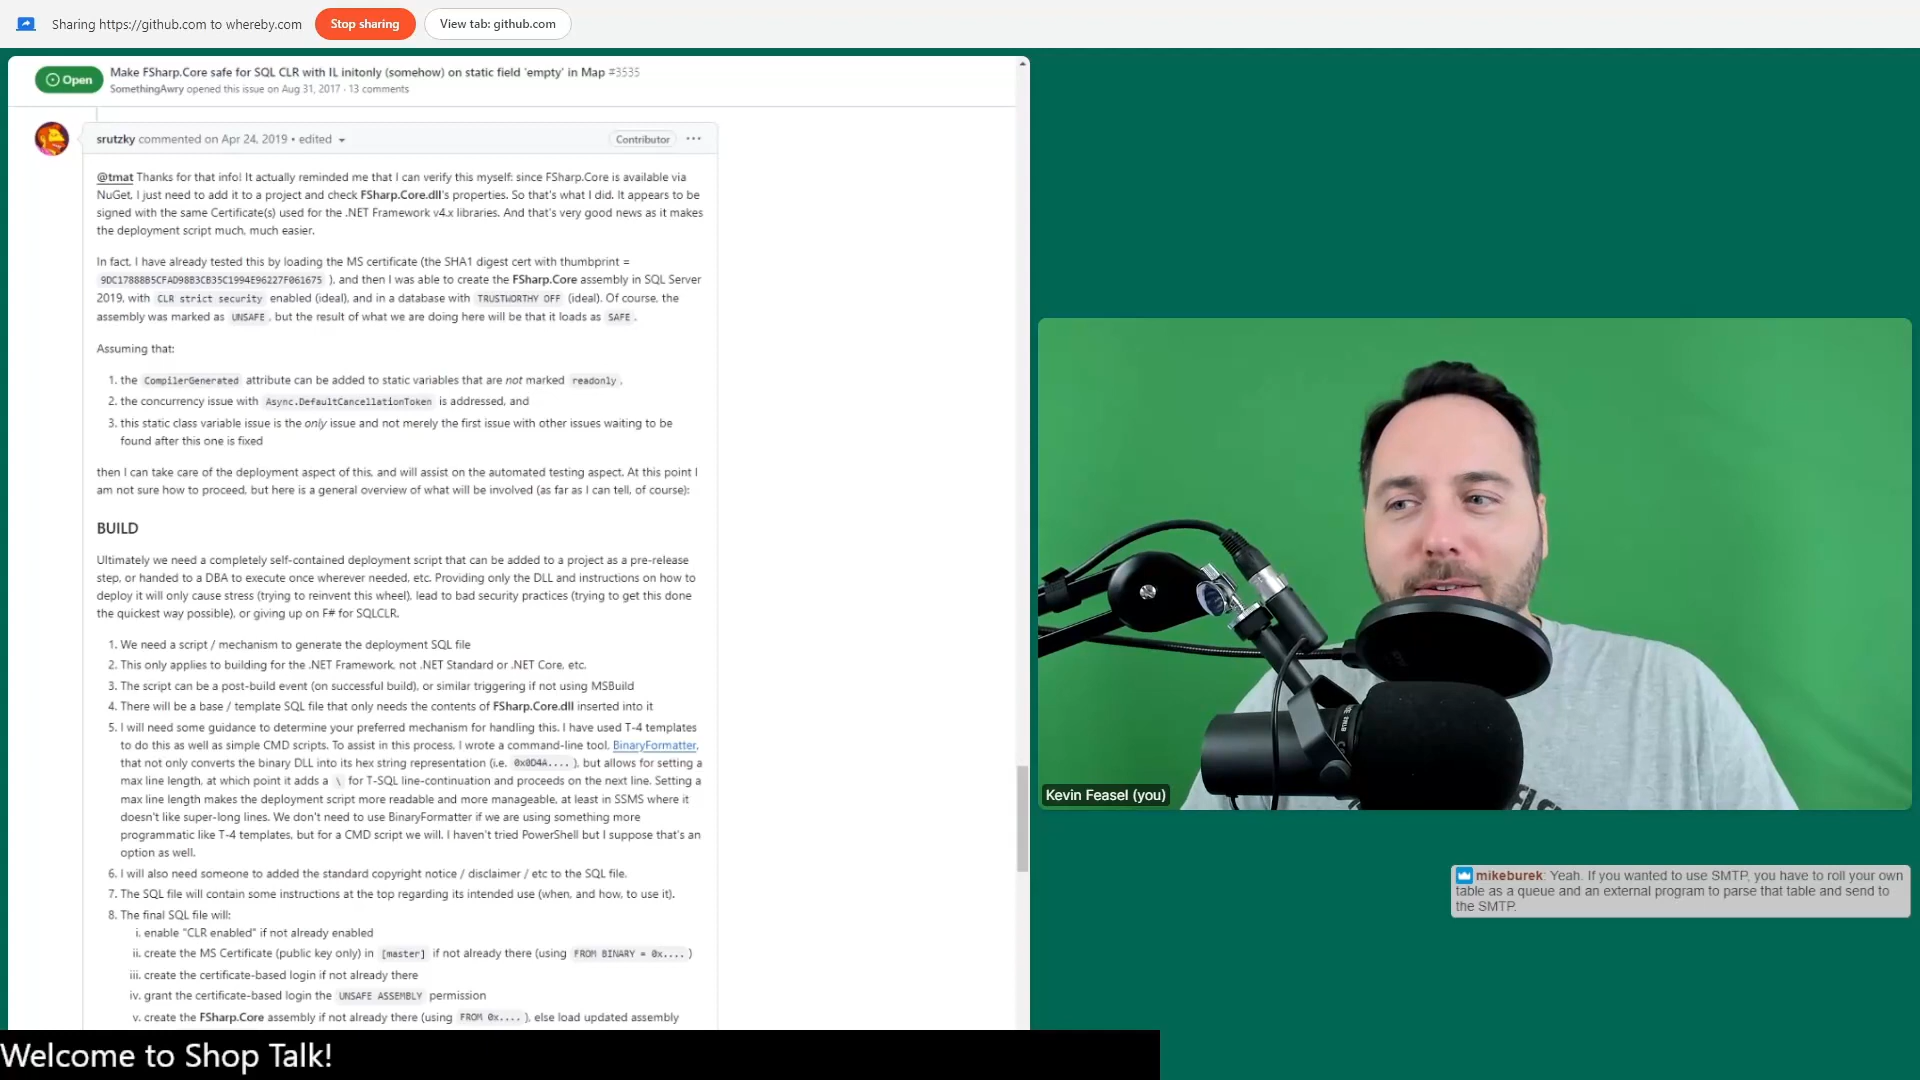 Sharing https://github.com to whereby.com
Stop sharing
View tab: github.com
Open
Make FSharp.Core safe for SQL CLR with IL initonly (somehow) on static field 'empty' in Map #3535
SomethingAwry opened this issue on Aug 31, 2017 · 13 comments
srutzky commented on Apr 24, 2019 • edited
Contributor
@tmat Thanks for that info! It actually reminded me that I can verify this myself: since FSharp.Core is available via
NuGet, I just need to add it to a project and check FSharp.Core.dll's properties. So that's what I did. It appears to be
signed with the same Certificate(s) used for the .NET Framework v4.x libraries. And that's very good news as it makes
the deployment script much, much easier.
In fact, I have already tested this by loading the MS certificate (the SHA1 digest cert with thumbprint =
9DC17888B5CFAD98B3CB35C1994E96227F061675 ), and then I was able to create the FSharp.Core assembly in SQL Server
2019, with CLR strict security enabled (ideal), and in a database with TRUSTWORTHY OFF (ideal). Of course, the
assembly was marked as UNSAFE , but the result of what we are doing here will be that it loads as SAFE .
Assuming that:
1. the CompilerGenerated attribute can be added to static variables that are not marked readonly ,
2. the concurrency issue with Async.DefaultCancellationToken is addressed, and
3. this static class variable issue is the only issue and not merely the first issue with other issues waiting to be
found after this one is fixed
then I can take care of the deployment aspect of this, and will assist on the automated testing aspect. At this point I
am not sure how to proceed, but here is a general overview of what will be involved (as far as I can tell, of course):
BUILD
Ultimately we need a completely self-contained deployment script that can be added to a project as a pre-release
step, or handed to a DBA to execute once wherever needed, etc. Providing only the DLL and instructions on how to
deploy it will only cause stress (trying to reinvent this wheel), lead to bad security practices (trying to get this done
the quickest way possible), or giving up on F# for SQLCLR.
1. We need a script / mechanism to generate the deployment SQL file
2. This only applies to building for the .NET Framework, not .NET Standard or .NET Core, etc.
3. The script can be a post-build event (on successful build), or similar triggering if not using MSBuild
4. There will be a base / template SQL file that only needs the contents of FSharp.Core.dll inserted into it
5. I will need some guidance to determine your preferred mechanism for handling this. I have used T-4 templates
to do this as well as simple CMD scripts. To assist in this process, I wrote a command-line tool, BinaryFormatter,
that not only converts the binary DLL into its hex string representation (i.e. 0x0D4A.... ), but allows for setting a
max line length, at which point it adds a \ for T-SQL line-continuation and proceeds on the next line. Setting a
max line length makes the deployment script more readable and more manageable, at least in SSMS where it
doesn't like super-long lines. We don't need to use BinaryFormatter if we are using something more
programmatic like T-4 templates, but for a CMD script we will. I haven't tried PowerShell but I suppose that's an
option as well.
6. I will also need someone to added the standard copyright notice / disclaimer / etc to the SQL file.
7. The SQL file will contain some instructions at the top regarding its intended use (when, and how, to use it).
8. The final SQL file will:
i. enable "CLR enabled" if not already enabled
ii. create the MS Certificate (public key only) in [master] if not already there (using FROM BINARY = 0x.... )
iii. create the certificate-based login if not already there
iv. grant the certificate-based login the UNSAFE ASSEMBLY permission
v. create the FSharp.Core assembly if not already there (using FROM 0x.... ), else load updated assembly
Kevin Feasel (you)
mikeburek: Yeah. If you wanted to use SMTP, you have to roll your own
table as a queue and an external program to parse that table and send to
the SMTP.
Welcome to Shop Talk!